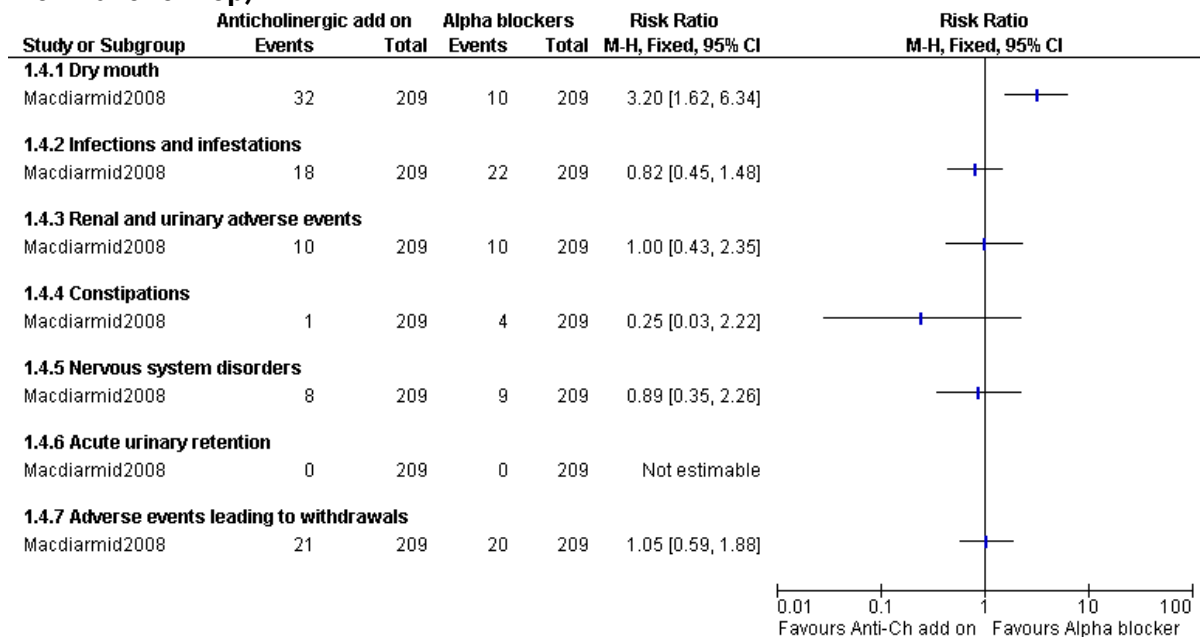 Anticholinergic add on Alpha blockers Risk Ratio Risk Ratio
Study or Subgroup Events Total Events Total M-H, Fixed, 95% CI M-H, Fixed, 95% CI
1.4.1 Dry mouth
Macdiarmid2008 32 209 10 209 3.20 [1.62, 6.34]
1.4.2 Infections and infestations
Macdiarmid2008 18 209 22 209 0.82 [0.45, 1.48]
1.4.3 Renal and urinary adverse events
Macdiarmid2008 10 209 10 209 1.00 [0.43, 2.35]
1.4.4 Constipations
Macdiarmid2008 1 209 4 209 0.25 [0.03, 2.22]
1.4.5 Nervous system disorders
Macdiarmid2008 8 209 9 209 0.89 [0.35, 2.26]
1.4.6 Acute urinary retention
Macdiarmid2008 0 209 0 209 Not estimable
1.4.7 Adverse events leading to withdrawals
Macdiarmid2008 21 209 20 209 1.05 [0.59, 1.88]
0.01 0.1 1 10 100
Favours Anti-Ch add on Favours Alpha blocker